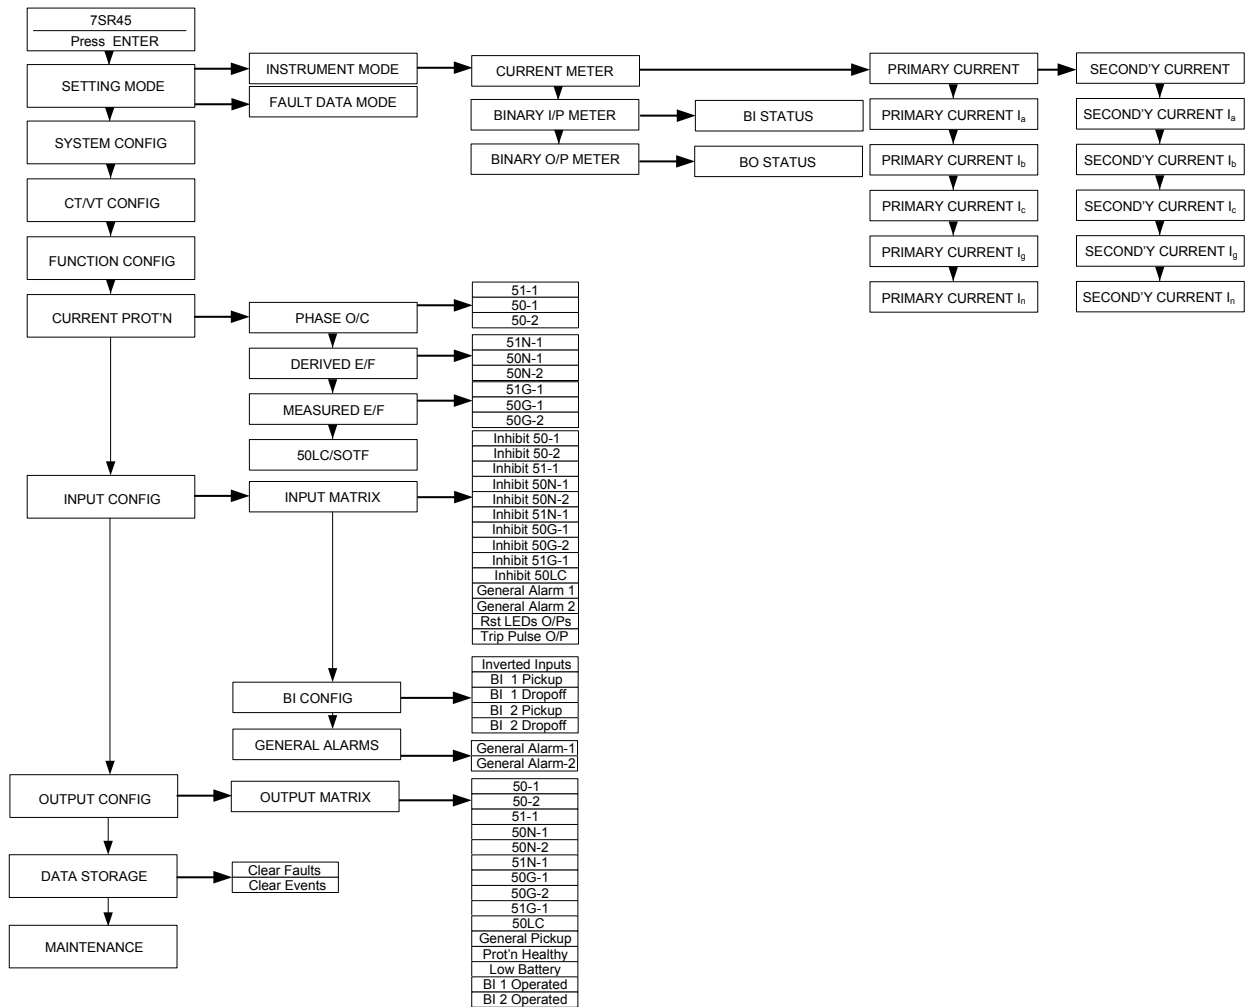 7SR45
Press ENTER
SETTING MODE
INSTRUMENT MODE
FAULT DATA MODE
CURRENT METER
BINARY I/P METER
BI STATUS
BINARY O/P METER
BO STATUS
PRIMARY CURRENT
PRIMARY CURRENT Ia
PRIMARY CURRENT Ib
PRIMARY CURRENT Ic
PRIMARY CURRENT Ig
PRIMARY CURRENT In
SECOND'Y CURRENT
SECOND'Y CURRENT Ia
SECOND'Y CURRENT Ib
SECOND'Y CURRENT Ic
SECOND'Y CURRENT Ig
SECOND'Y CURRENT In
SYSTEM CONFIG
CT/VT CONFIG
FUNCTION CONFIG
CURRENT PROT'N
PHASE O/C
51-1
50-1
50-2
DERIVED E/F
51N-1
50N-1
50N-2
MEASURED E/F
51G-1
50G-1
50G-2
50LC/SOTF
INPUT CONFIG
INPUT MATRIX
Inhibit 50-1
Inhibit 50-2
Inhibit 51-1
Inhibit 50N-1
Inhibit 50N-2
Inhibit 51N-1
Inhibit 50G-1
Inhibit 50G-2
Inhibit 51G-1
Inhibit 50LC
General Alarm 1
General Alarm 2
Rst LEDs O/Ps
Trip Pulse O/P
BI CONFIG
Inverted Inputs
BI 1 Pickup
BI 1 Dropoff
BI 2 Pickup
BI 2 Dropoff
GENERAL ALARMS
General Alarm-1
General Alarm-2
OUTPUT CONFIG
OUTPUT MATRIX
50-1
50-2
51-1
50N-1
50N-2
51N-1
50G-1
50G-2
51G-1
50LC
General Pickup
Prot'n Healthy
Low Battery
BI 1 Operated
BI 2 Operated
DATA STORAGE
Clear Faults
Clear Events
MAINTENANCE